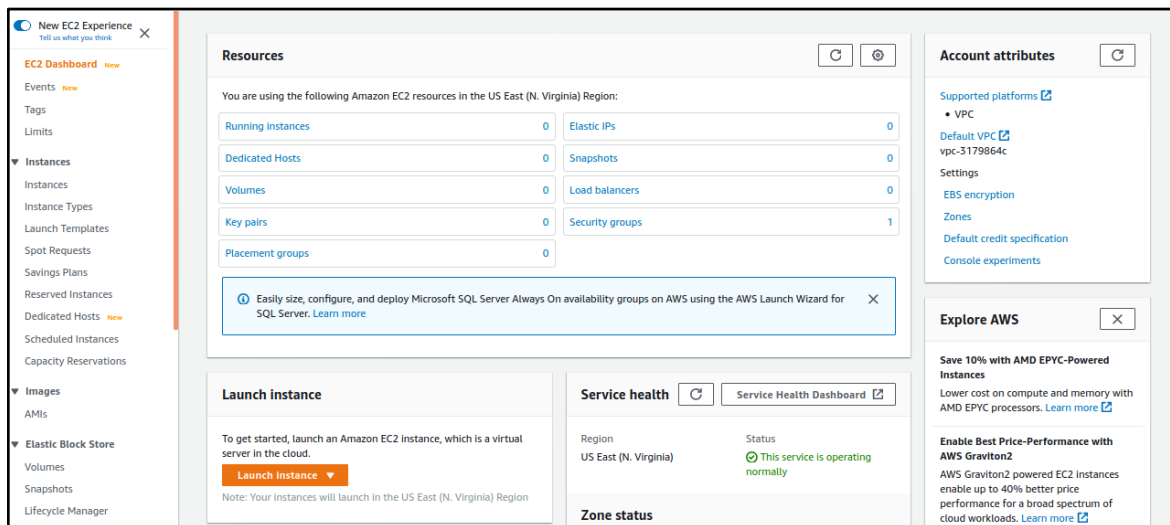 New EC2 Experience
Tell us what you think
EC2 Dashboard New
Events New
Tags
Limits
Instances
Instances
Instance Types
Launch Templates
Spot Requests
Savings Plans
Reserved Instances
Dedicated Hosts New
Scheduled Instances
Capacity Reservations
Images
AMIs
Elastic Block Store
Volumes
Snapshots
Lifecycle Manager
Resources
You are using the following Amazon EC2 resources in the US East (N. Virginia) Region:
Running instances 0
Elastic IPs 0
Dedicated Hosts 0
Snapshots 0
Volumes 0
Load balancers 0
Key pairs 0
Security groups 1
Placement groups 0
Easily size, configure, and deploy Microsoft SQL Server Always On availability groups on AWS using the AWS Launch Wizard for
SQL Server. Learn more
Launch instance
To get started, launch an Amazon EC2 instance, which is a virtual
server in the cloud.
Launch instance
Note: Your instances will launch in the US East (N. Virginia) Region
Service health
Service Health Dashboard
Region
US East (N. Virginia)
Status
This service is operating
normally
Zone status
Account attributes
Supported platforms
• VPC
Default VPC
vpc-3179864c
Settings
EBS encryption
Zones
Default credit specification
Console experiments
Explore AWS
Save 10% with AMD EPYC-Powered
Instances
Lower cost on compute and memory with
AMD EPYC processors. Learn more
Enable Best Price-Performance with
AWS Graviton2
AWS Graviton2 powered EC2 instances
enable up to 40% better price
performance for a broad spectrum of
cloud workloads. Learn more